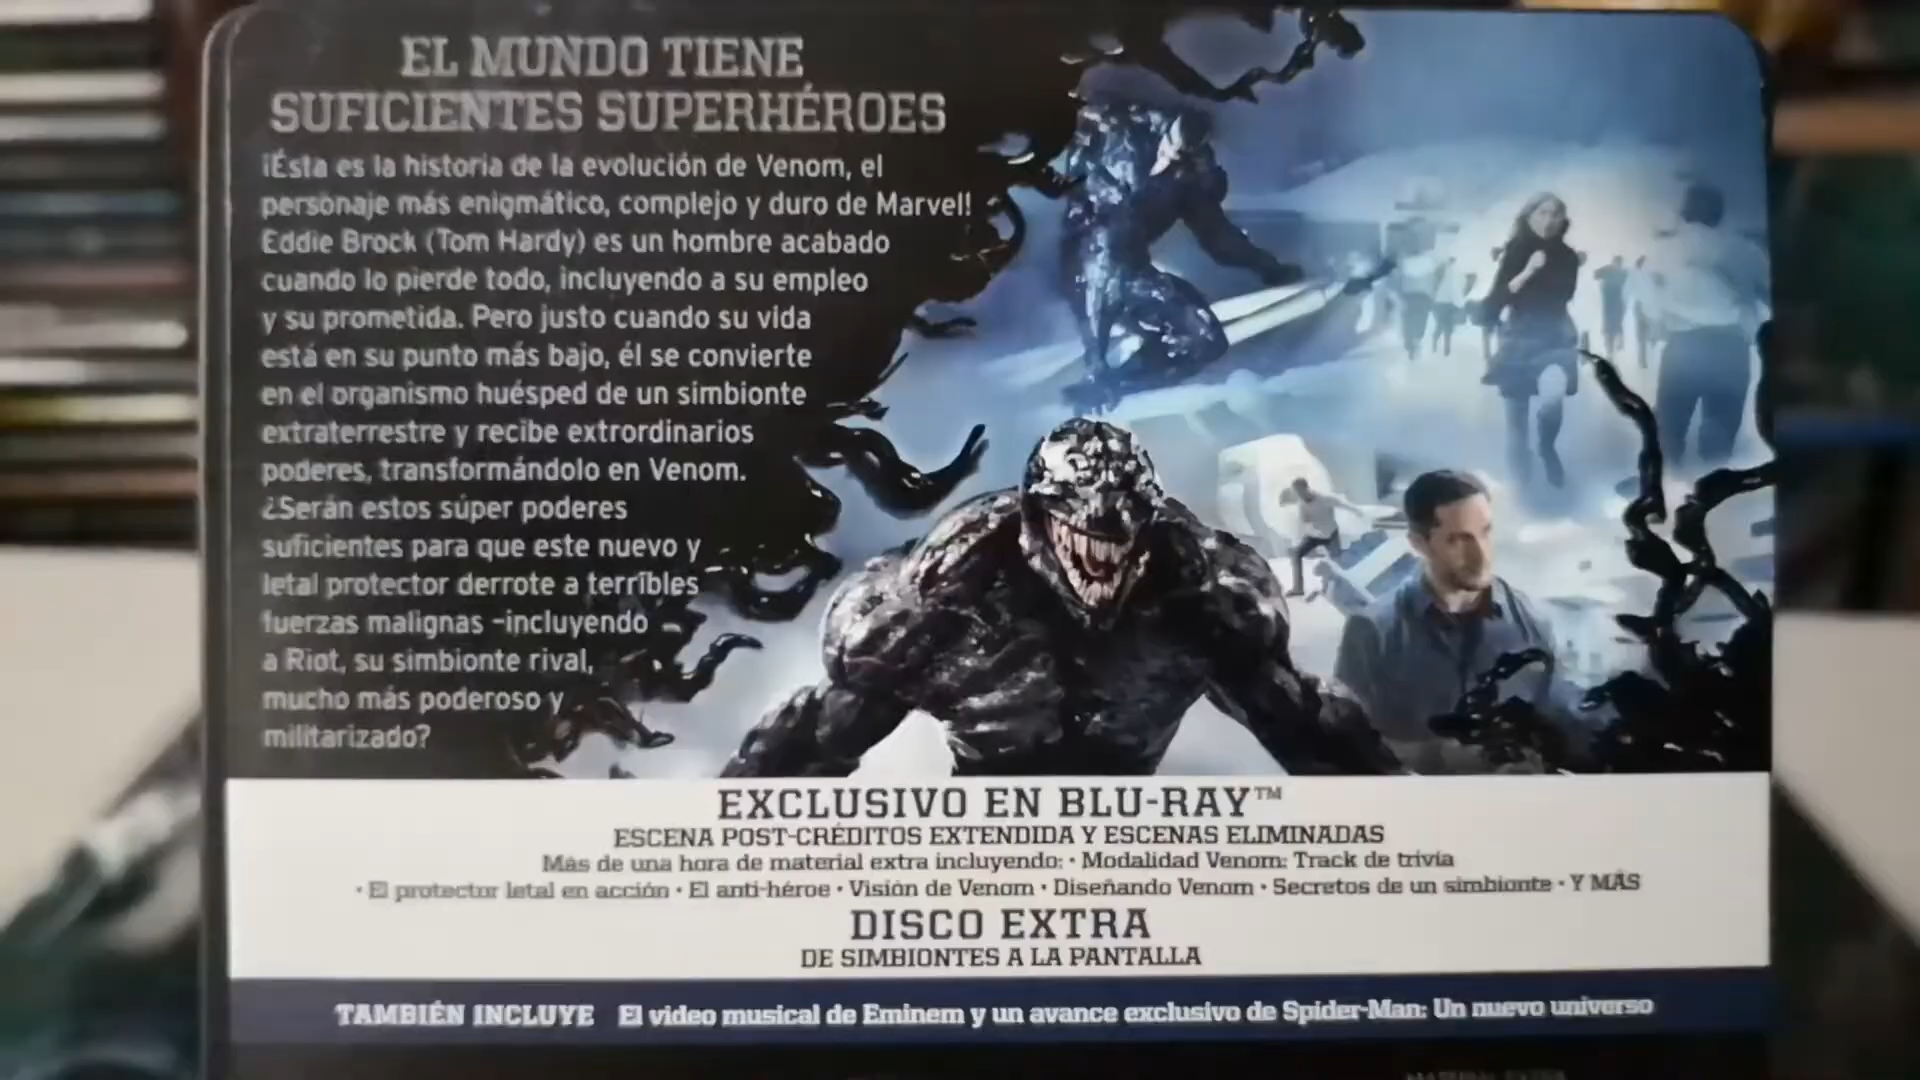 EL MUNDO TIENE
SUFICIENTES SUPERHÉROES
¡Ésta es la historia de la evolución de Venom, el
personaje más enigmático, complejo y duro de Marvel!
Eddie Brock (Tom Hardy) es un hombre acabado
cuando lo pierde todo, incluyendo a su empleo
y su prometida. Pero justo cuando su vida
está en su punto más bajo, él se convierte
en el organismo huésped de un simbionte
extraterrestre y recibe extrordinarios
poderes, transformándolo en Venom.
¿Serán estos súper poderes
suficientes para que este nuevo y
letal protector derrote a terribles
fuerzas malignas -incluyendo
a Riot, su simbionte rival,
mucho más poderoso y
militarizado?
EXCLUSIVO EN BLU-RAY™
ESCENA POST-CRÉDITOS EXTENDIDA Y ESCENAS ELIMINADAS
Más de una hora de material extra incluyendo: • Modalidad Venom: Track de trivia
• El protector letal en acción • El anti-héroe • Visión de Venom • Diseñando Venom • Secretos de un simbionte • Y MÁS
DISCO EXTRA
DE SIMBIONTES A LA PANTALLA
TAMBIÉN INCLUYE El video musical de Eminem y un avance exclusivo de Spider-Man: Un nuevo universo